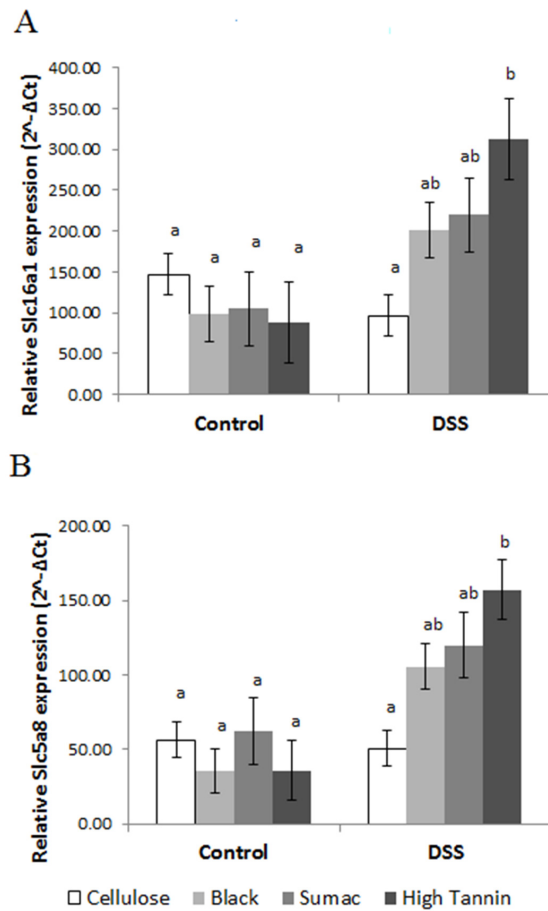 A
Relative Slc16a1 expression (2^-ΔCt)
400.00
350.00
300.00
250.00
200.00
150.00
100.00
50.00
0.00
a
a
a
a
a
ab
ab
b
Control
DSS
B
Relative Slc5a8 expression (2^-ΔCt)
200.00
150.00
100.00
50.00
0.00
a
a
a
a
a
ab
ab
b
Control
DSS
Cellulose Black Sumac High Tannin